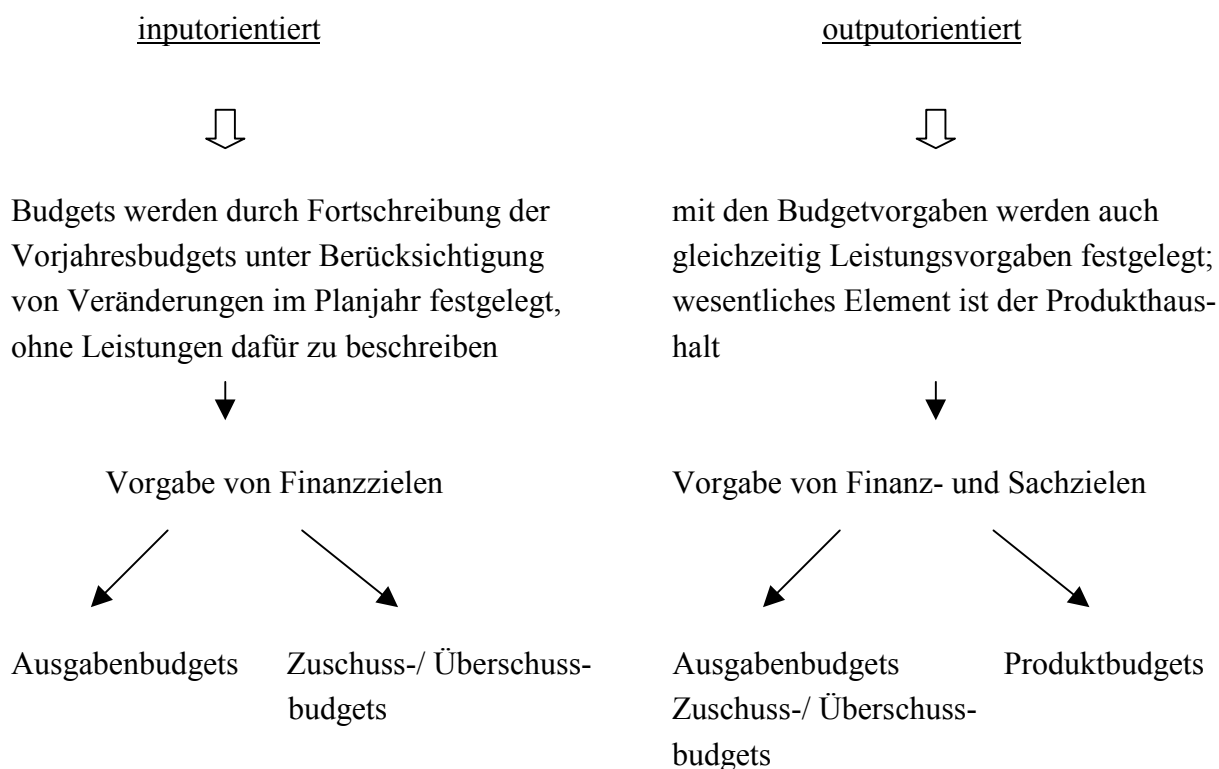 inputorientiert
outputorientiert
Budgets werden durch Fortschreibung der
Vorjahresbudgets unter Berücksichtigung
von Veränderungen im Planjahr festgelegt,
ohne Leistungen dafür zu beschreiben
mit den Budgetvorgaben werden auch
gleichzeitig Leistungsvorgaben festgelegt;
wesentliches Element ist der Produkthaus-
halt
Vorgabe von Finanzzielen
Vorgabe von Finanz- und Sachzielen
Ausgabenbudgets
Zuschuss-/ Überschuss-
budgets
Ausgabenbudgets
Zuschuss-/ Überschuss-
budgets
Produktbudgets